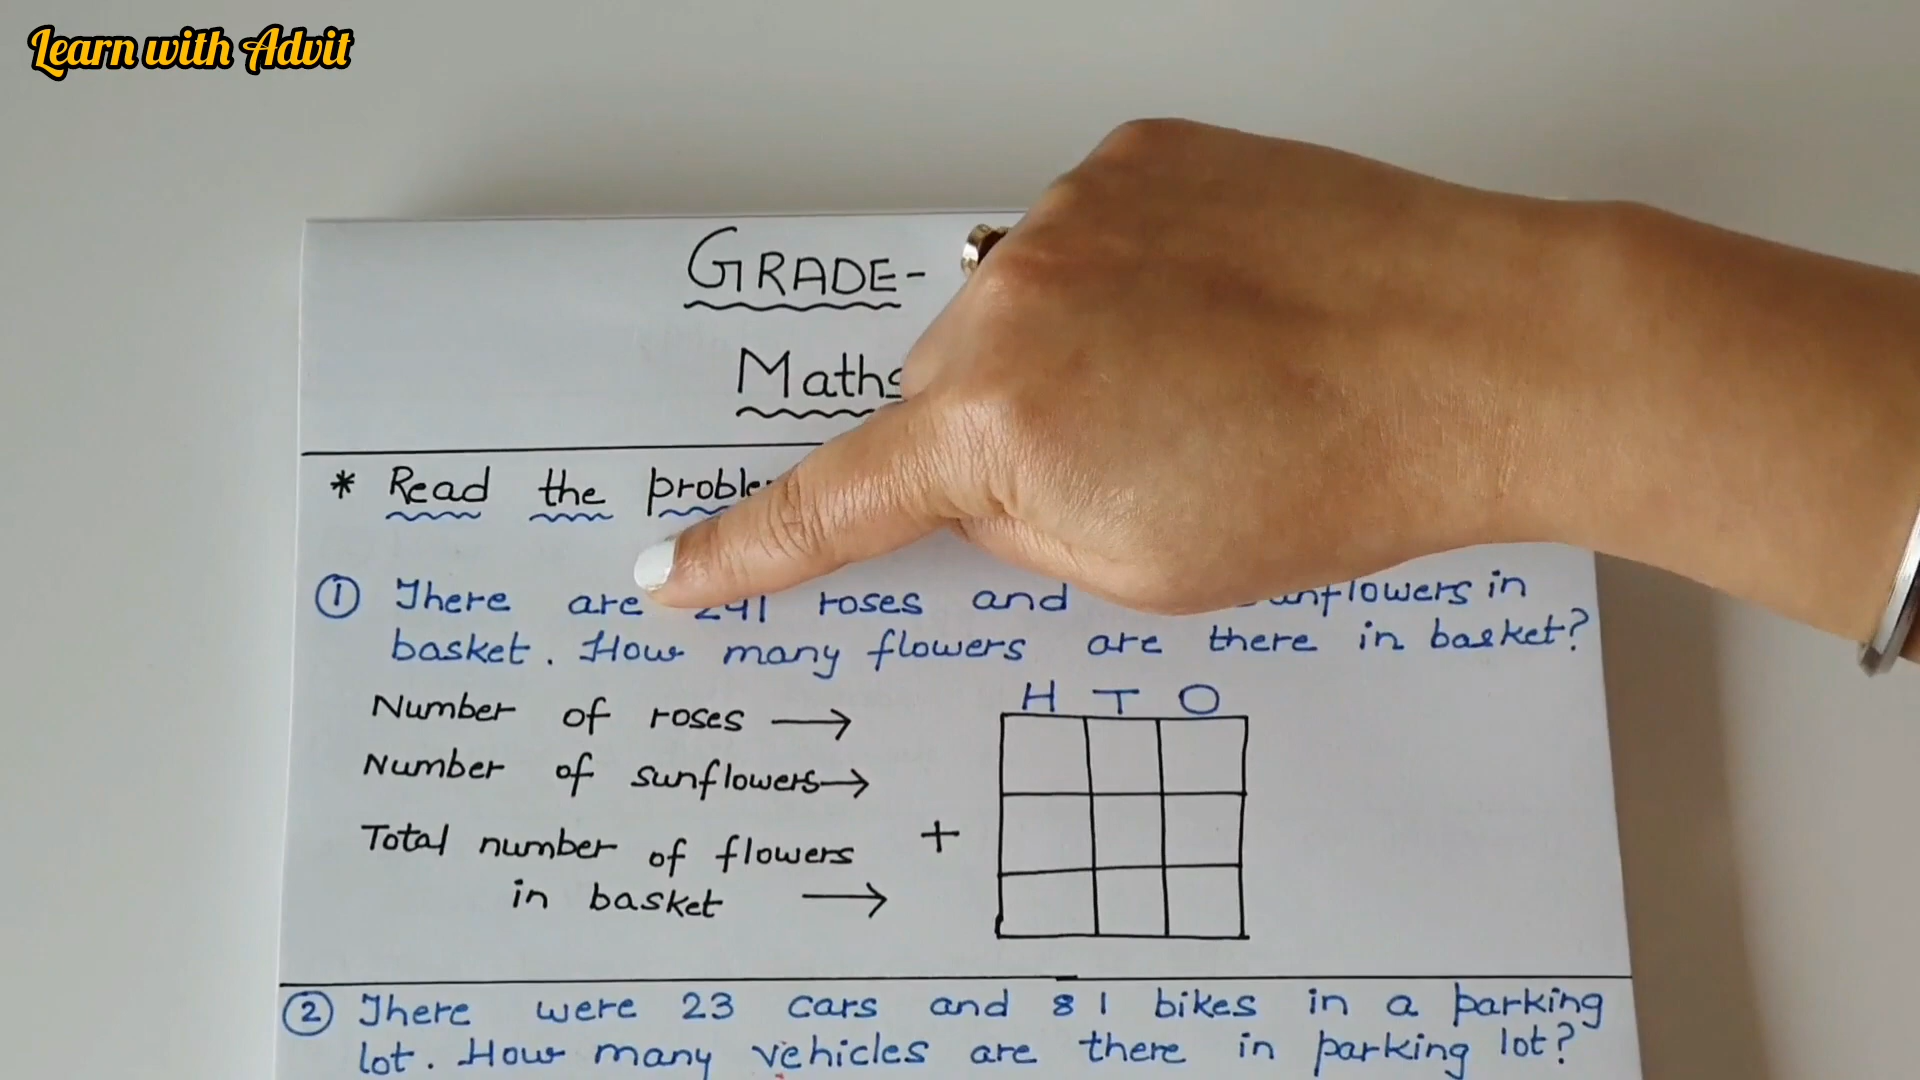 Learn with Advit
GRADE-
Maths
* Read the
① There are 241 roses and in
basket. How many flowers are there in basket?
Number of roses →
H T O
Number of sunflowers →
+
Total number of flowers
in basket →
② There were 23 cars and 81 bikes in a parking
lot. How many vehicles are there in parking lot?